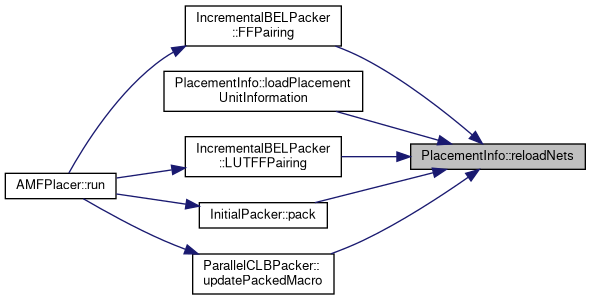 IncrementalBELPacker
::FFPairing
PlacementInfo::loadPlacement
UnitInformation
IncrementalBELPacker
::LUTFFPairing
PlacementInfo::reloadNets
AMFPlacer::run
InitialPacker::pack
ParallelCLBPacker::
updatePackedMacro